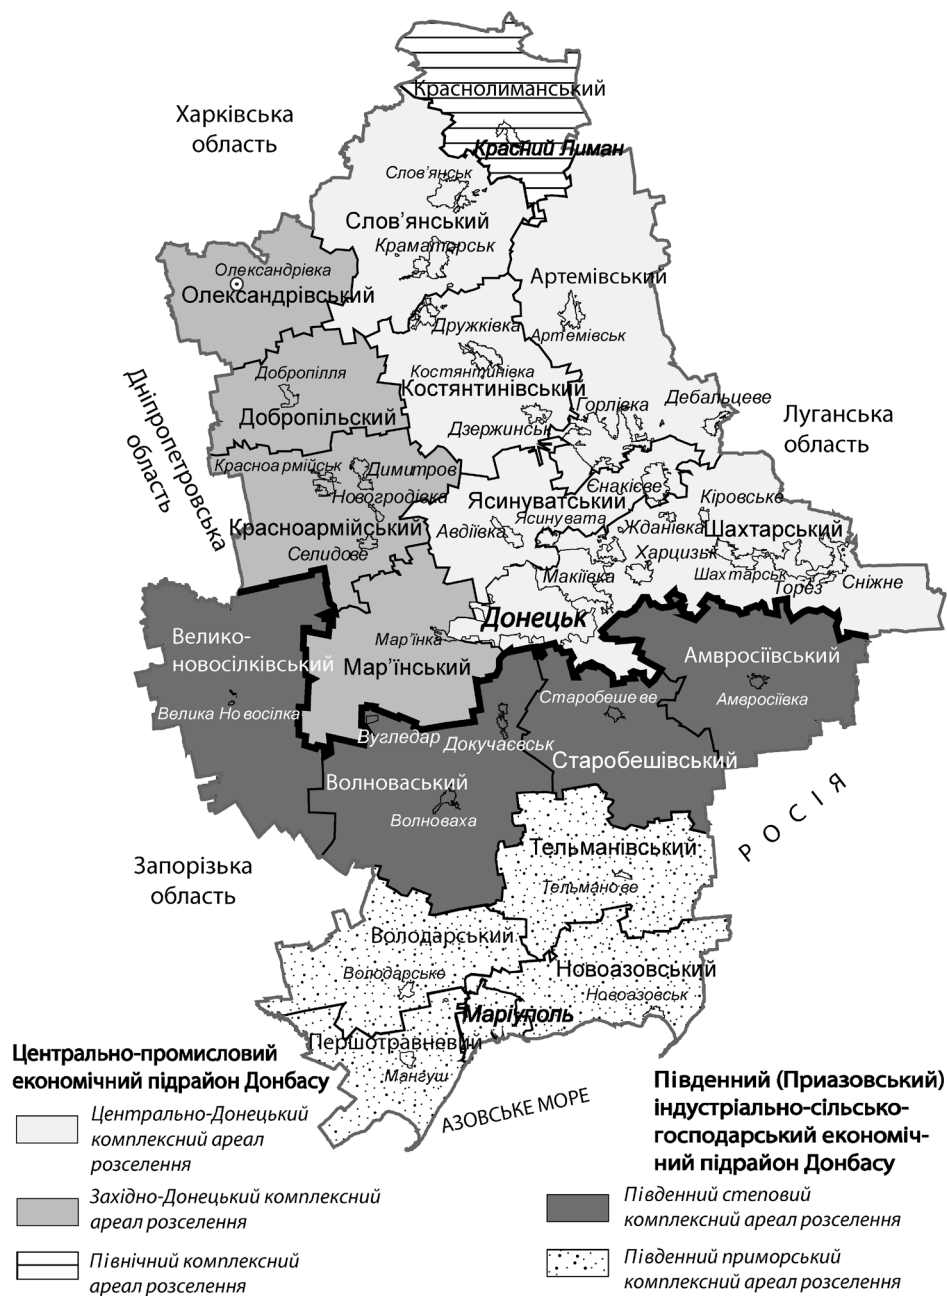 Краснолиманський
Харківська
область
Красний Лиман
Слов’янськ
Слов’янський
Краматорськ
Олександрівка
Олександрівський
Артемівський
Дружківка
Артемівськ
Добропілля
Костянтинівка
Костянтинівський
Дніпропетровська
область
Добропільский
Дзержинськ
Горлівка
Дебальцеве
Луганська
область
Красноармійськ
Димитров
Новогродівка
Ясинуватський
Єнакієве
Кіровське
Красноармійський
Авдіївка
Ясинувата
Жданівка
Шахтарський
Селидове
Макіївка
Харцизьк
Шахтарськ
Торез
Сніжне
Донецьк
Велико-
новосілківський
Мар’їнка
Мар’їнський
Амвросіївський
Старобешеве
Амвросіївка
Велика Новосілка
Вугледар
Докучаєвськ
Старобешівський
Волноваський
Волноваха
РОСІЯ
Запорізька
область
Тельманівський
Тельманове
Володарський
Володарське
Новоазовський
Новоазовськ
Маріуполь
Першотравневий
Мангуш
АЗОВСЬКЕ МОРЕ
Центрально-промисловий
економічний підрайон Донбасу
Центрально-Донецький
комплексний ареал
розселення
Західно-Донецький комплексний
ареал розселення
Північний комплексний
ареал розселення
Південний (Приазовський)
індустріально-сільсько-
господарський економіч-
ний підрайон Донбасу
Південний степовий
комплексний ареал розселення
Південний приморський
комплексний ареал розселення